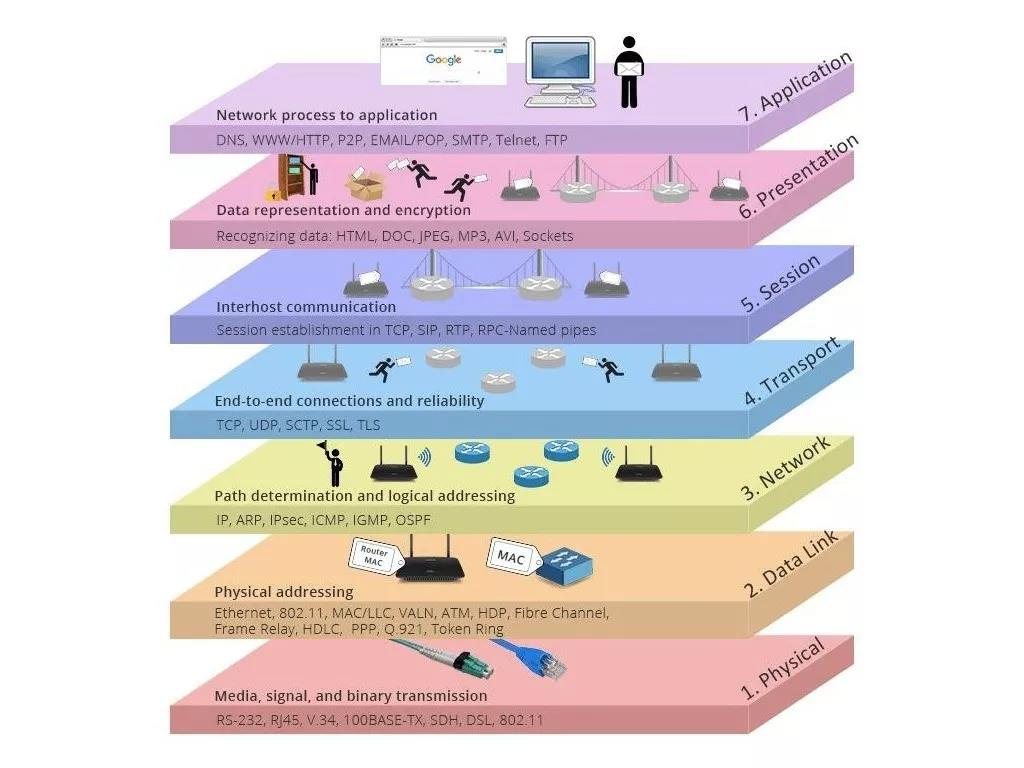 Google
7. Application
Network process to application
DNS, WWW/HTTP, P2P, EMAIL/POP, SMTP, Telnet, FTP
6. Presentation
Data representation and encryption
Recognizing data: HTML, DOC, JPEG, MP3, AVI, Sockets
5. Session
Interhost communication
Session establishment in TCP, SIP, RTP, RPC-Named pipes
4. Transport
End-to-end connections and reliability
TCP, UDP, SCTP, SSL, TLS
3. Network
Path determination and logical addressing
IP, ARP, IPsec, ICMP, IGMP, OSPF
2. Data Link
Router
MAC
MAC
Physical addressing
Ethernet, 802.11, MAC/LLC, VALN, ATM, HDP, Fibre Channel,
Frame Relay, HDLC, PPP, Q.921, Token Ring
1. Physical
Media, signal, and binary transmission
RS-232, RJ45, V.34, 100BASE-TX, SDH, DSL, 802.11